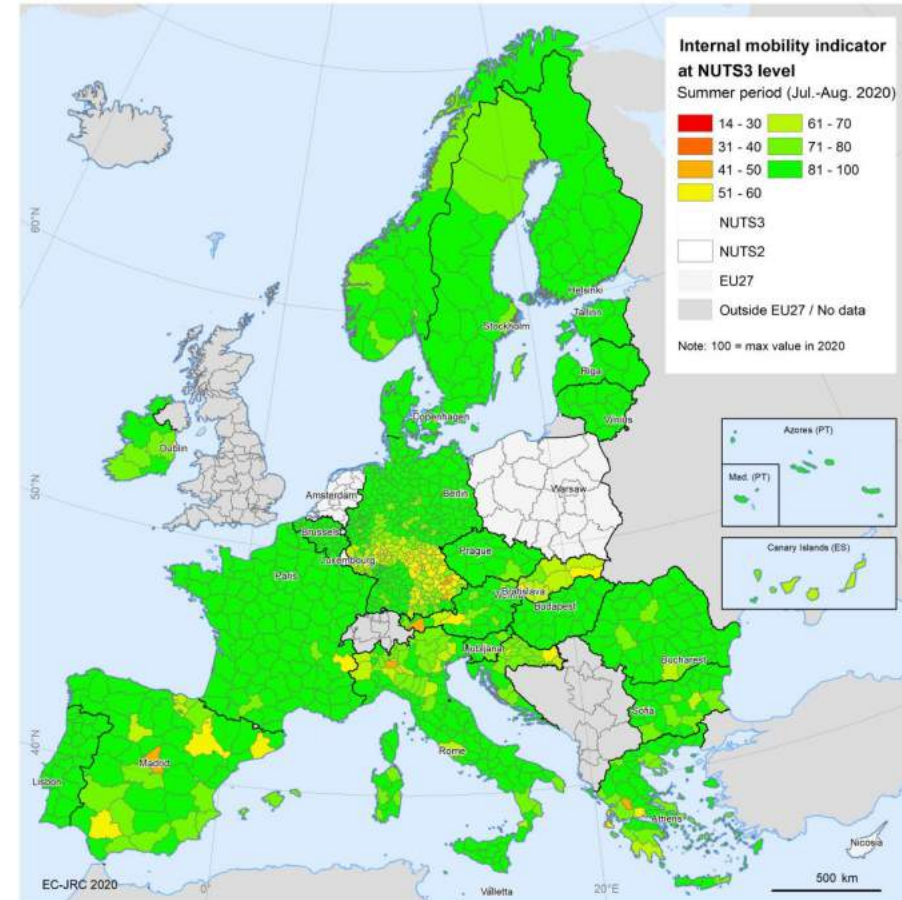 Internal mobility indicator
at NUTS3 level
Summer period (Jul.-Aug. 2020)
14 - 30
61 - 70
31 - 40
71 - 80
41 - 50
81 - 100
51 - 60
NUTS3
NUTS2
EU27
Outside EU27 / No data
Note: 100 = max value in 2020
60°N
50°N
40°N
Helsinki
Tallinn
Stockholm
Riga
Copenhagen
Vilnius
Dublin
Azores (PT)
Mad. (PT)
Canary Islands (ES)
Amsterdam
Berlin
Warsaw
Brussels
Luxembourg
Prague
Paris
Bratislava
Budapest
Ljubljana
Bucharest
Sofia
Madrid
Rome
Lisbon
Athens
Nicosia
Valletta
EC-JRC 2020
0°
20°E
500 km